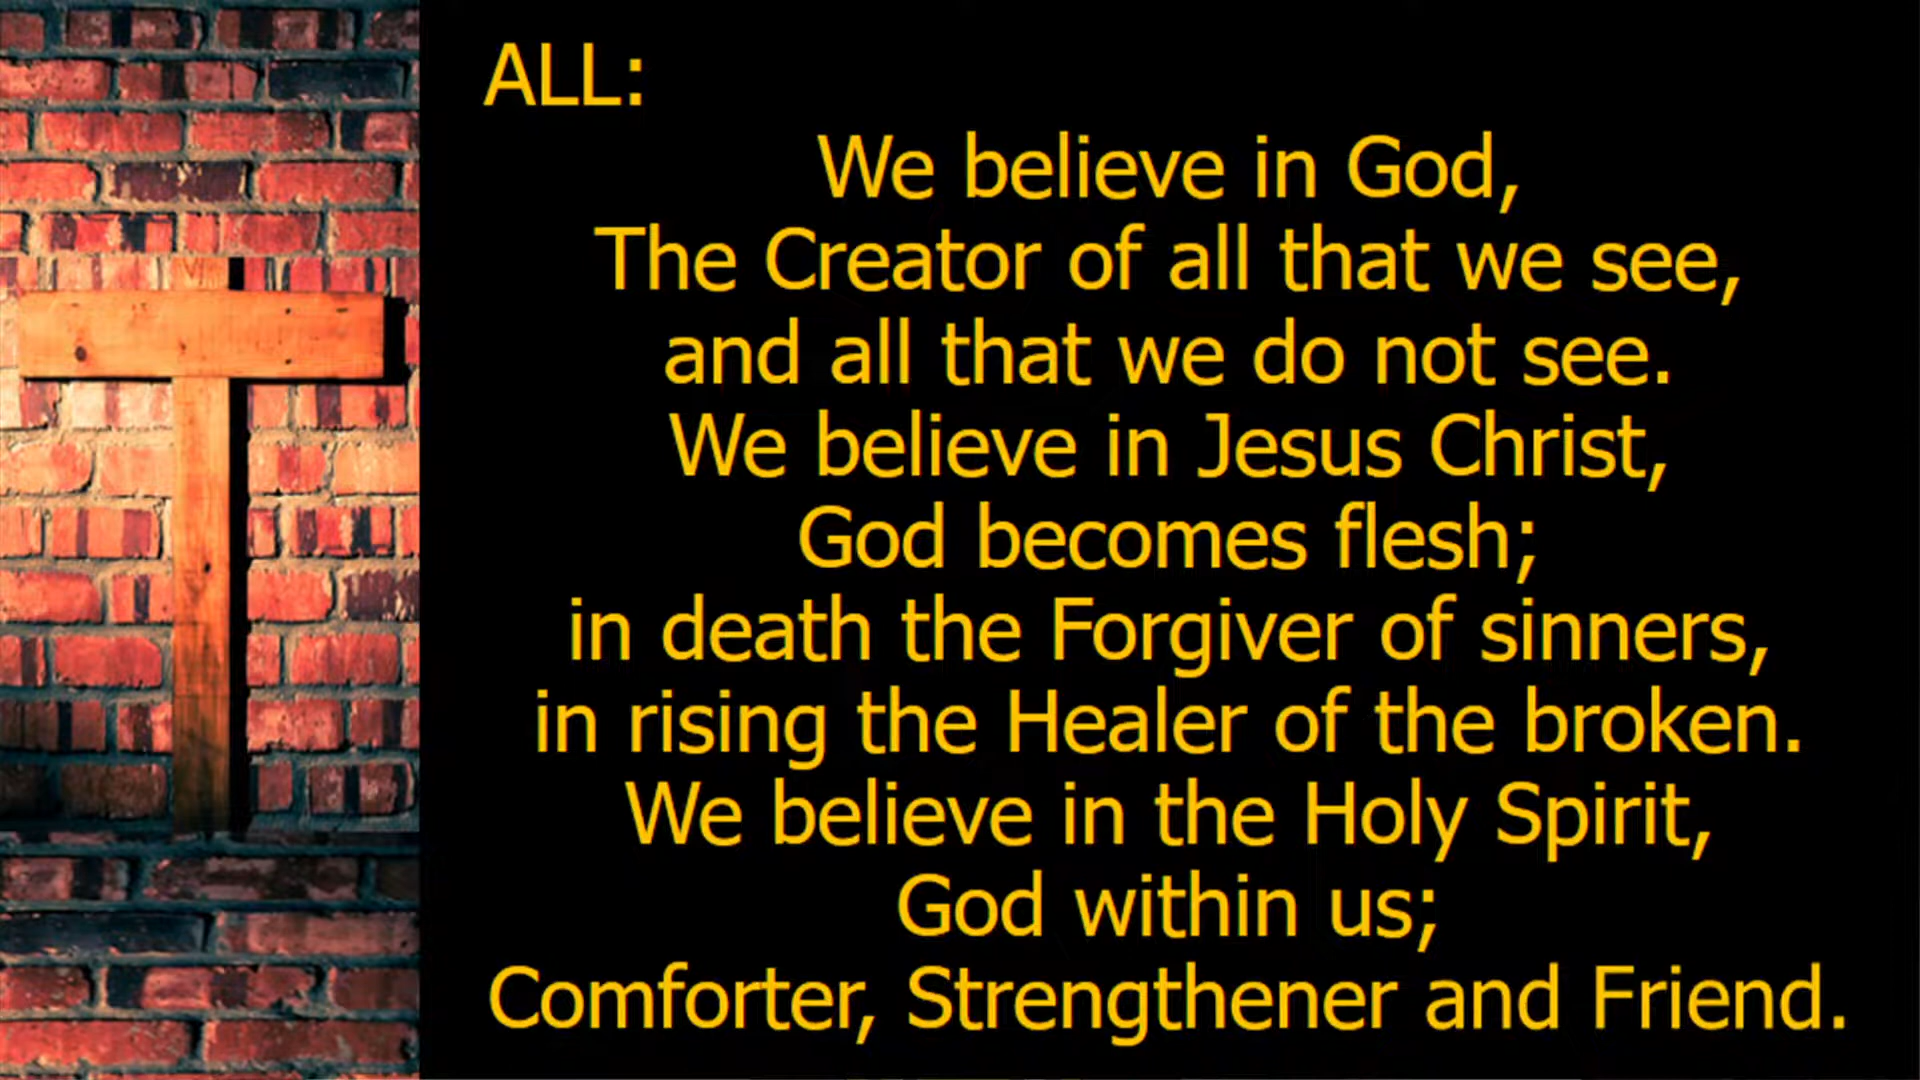 ALL:
We believe in God,
The Creator of all that we see,
and all that we do not see.
We believe in Jesus Christ,
God becomes flesh;
in death the Forgiver of sinners,
in rising the Healer of the broken.
We believe in the Holy Spirit,
God within us;
Comforter, Strengthener and Friend.